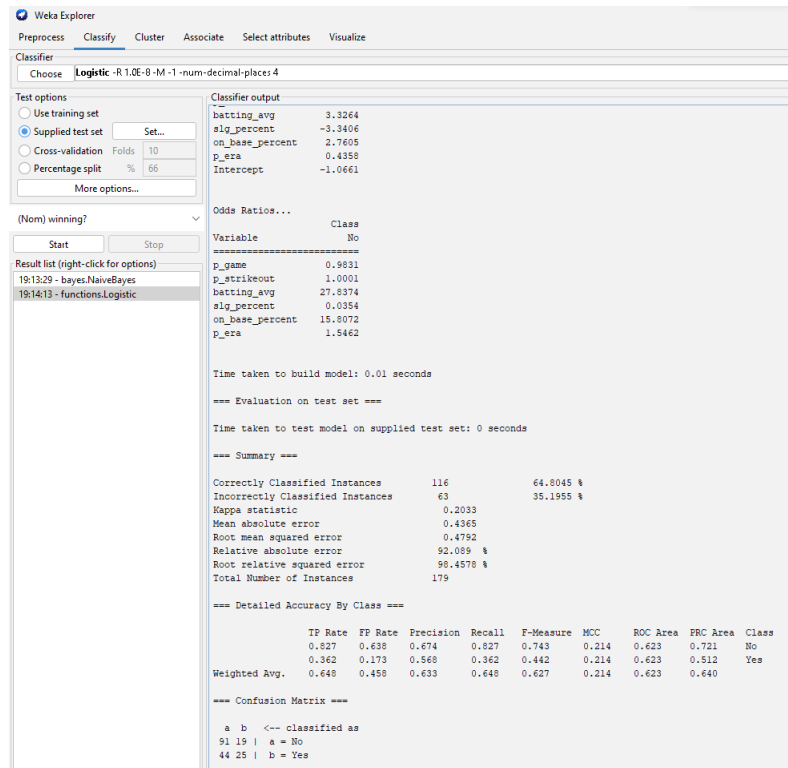 Weka Explorer
Preprocess Classify Cluster Associate Select attributes Visualize
Classifier
Choose Logistic -R 1.0E-8 -M -1 -num-decimal-places 4
Test options
Use training set
Supplied test set Set...
Cross-validation Folds 10
Percentage split % 66
More options...
(Nom) winning?
Start Stop
Result list (right-click for options)
19:13:29 - bayes.NaiveBayes
19:14:13 - functions.Logistic
Classifier output
batting_avg 3.3264
slg_percent -3.3406
on_base_percent 2.7605
p_era 0.4358
Intercept -1.0661
Odds Ratios...
Class
Variable No
===========================
p_game 0.9831
p_strikeout 1.0001
batting_avg 27.8374
slg_percent 0.0354
on_base_percent 15.8072
p_era 1.5462
Time taken to build model: 0.01 seconds
=== Evaluation on test set ===
Time taken to test model on supplied test set: 0 seconds
=== Summary ===
Correctly Classified Instances 116 64.8045 %
Incorrectly Classified Instances 63 35.1955 %
Kappa statistic 0.2033
Mean absolute error 0.4365
Root mean squared error 0.4792
Relative absolute error 92.089 %
Root relative squared error 98.4578 %
Total Number of Instances 179
=== Detailed Accuracy By Class ===
TP Rate FP Rate Precision Recall F-Measure MCC ROC Area PRC Area Class
0.827 0.638 0.674 0.827 0.743 0.214 0.623 0.721 No
0.362 0.173 0.568 0.362 0.442 0.214 0.623 0.512 Yes
Weighted Avg. 0.648 0.458 0.633 0.648 0.627 0.214 0.623 0.640
=== Confusion Matrix ===
a b <-- classified as
91 19 | a = No
44 25 | b = Yes